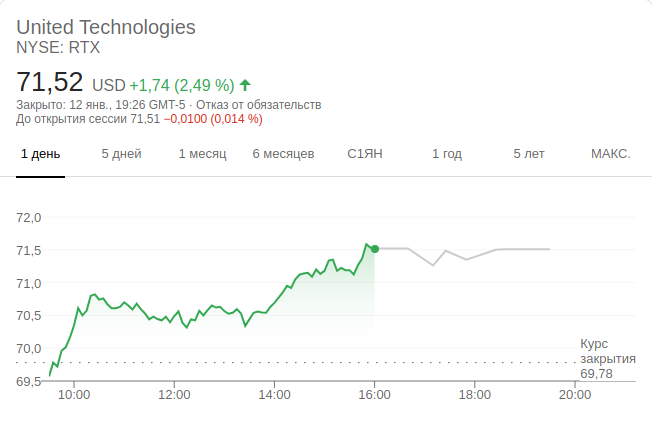 United Technologies
NYSE: RTX
71,52 USD +1,74 (2,49 %)
Закрыто: 12 янв., 19:26 GMT-5 · Отказ от обязательств
До открытия сессии 71,51 −0,0100 (0,014 %)
1 день 5 дней 1 месяц 6 месяцев С1ЯН 1 год 5 лет МАКС.
72,0
71,5
71,0
70,5
70,0
69,5
Курс
закрытия
69,78
10:00 12:00 14:00 16:00 18:00 20:00